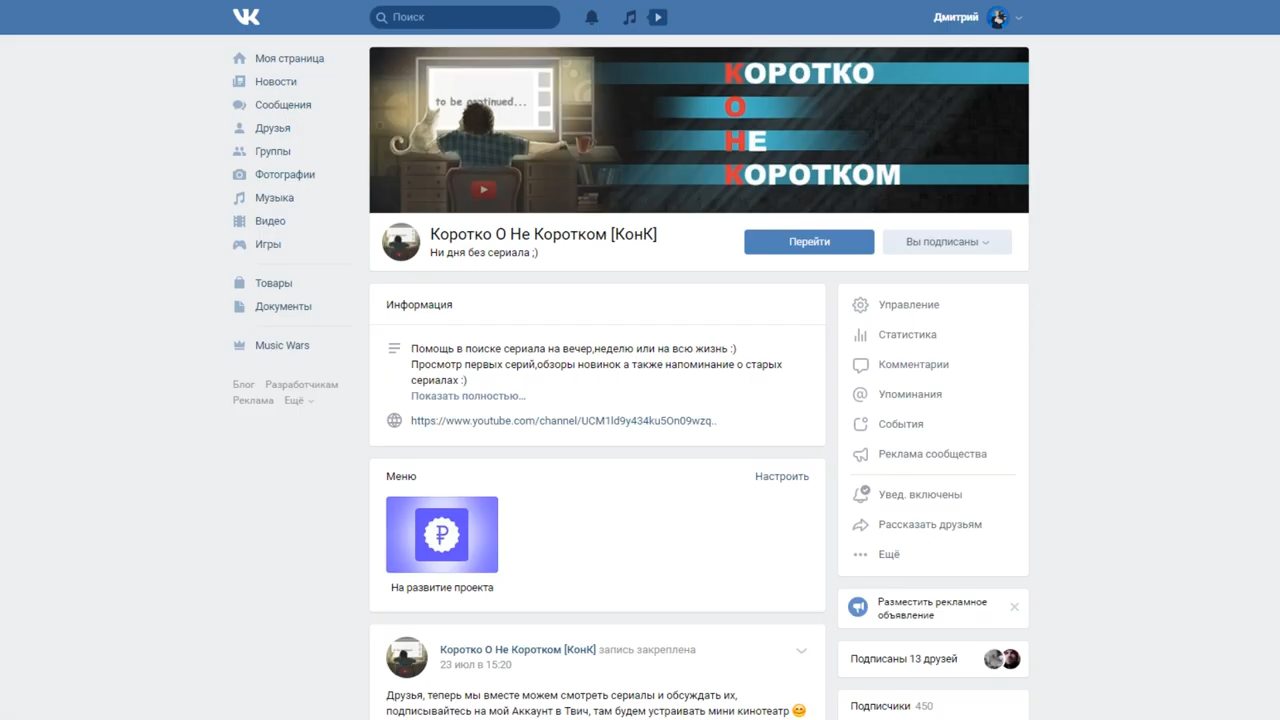 Поиск
Дмитрий
Моя страница
Новости
Сообщения
Друзья
Группы
Фотографии
Музыка
Видео
Игры
Товары
Документы
Music Wars
Блог Разработчикам
Реклама Ещё
to be continued...
КОРОТКО
О
НЕ
КОРОТКОМ
Коротко О Не Коротком [КонК]
Ни дня без сериала ;)
Перейти
Вы подписаны
Информация
Помощь в поиске сериала на вечер,неделю или на всю жизнь :)
Просмотр первых серий,обзоры новинок а также напоминание о старых
сериалах :)
Показать полностью...
https://www.youtube.com/channel/UCM1ld9y434ku5On09wzq..
Меню
Настроить
На развитие проекта
Коротко О Не Коротком [КонК] запись закреплена
23 июл в 15:20
Друзья, теперь мы вместе можем смотреть сериалы и обсуждать их,
подписывайтесь на мой Аккаунт в Твич, там будем устраивать мини кинотеатр 😊
Управление
Статистика
Комментарии
Упоминания
События
Реклама сообщества
Увед. включены
Рассказать друзьям
Ещё
Разместить рекламное
объявление
Подписаны 13 друзей
Подписчики 450